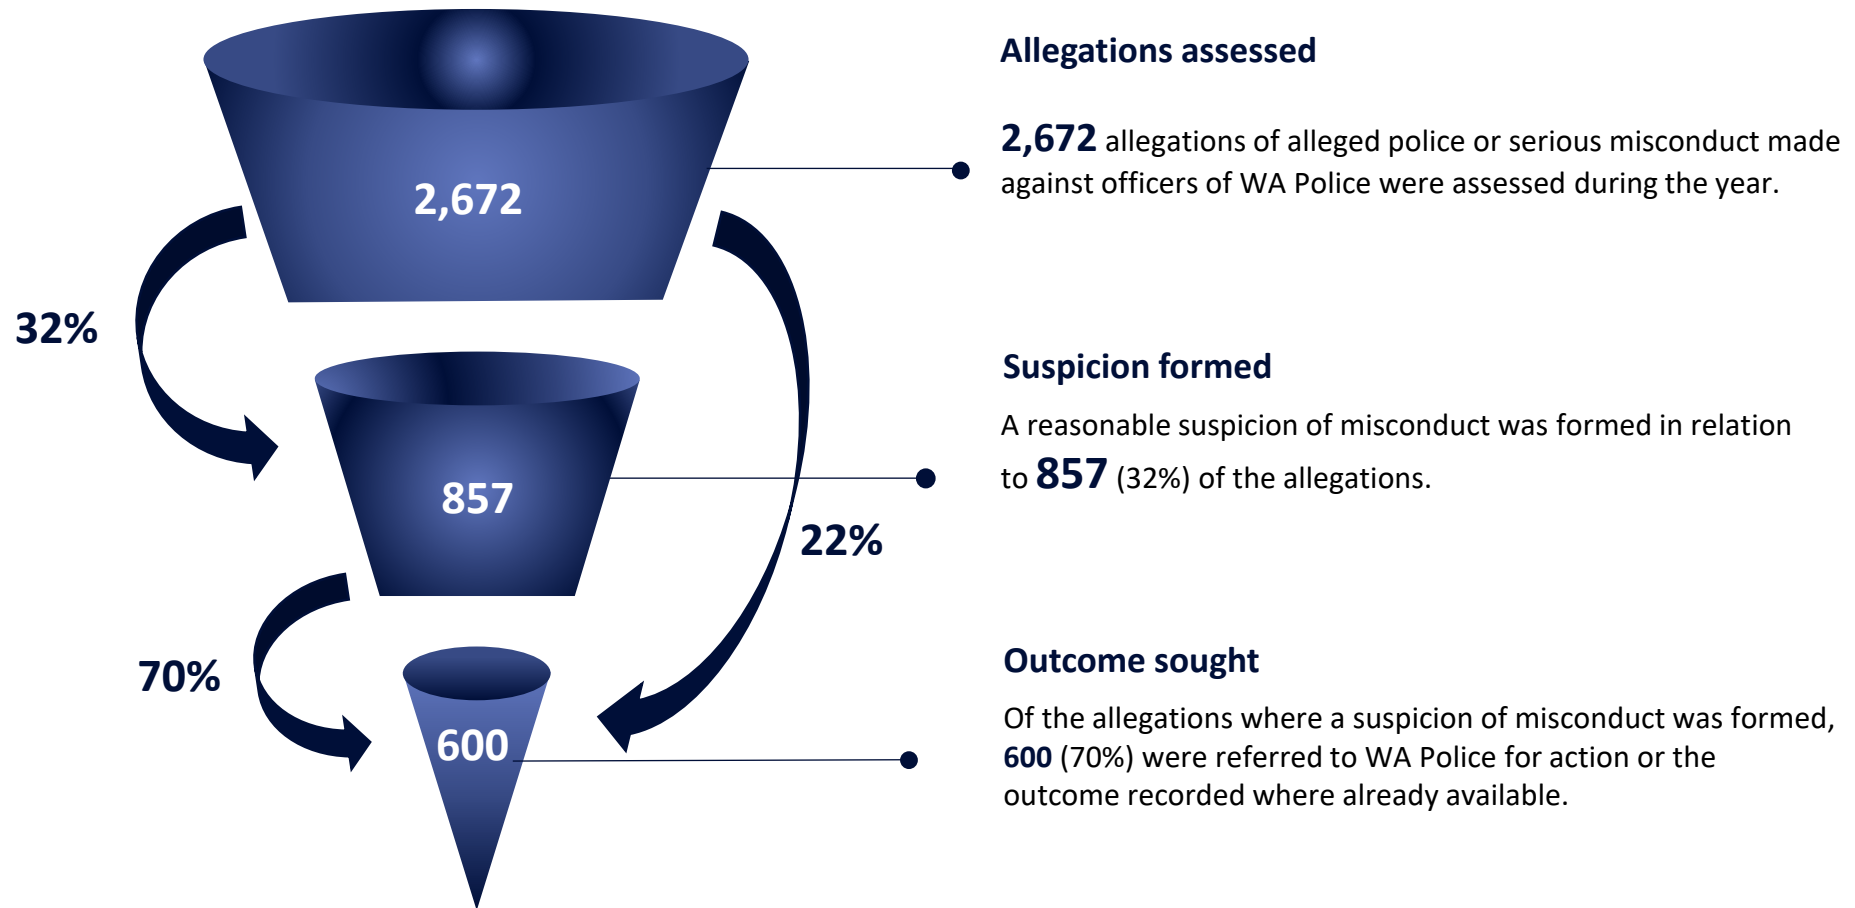 Allegations assessed
2,672 allegations of alleged police or serious misconduct made
against officers of WA Police were assessed during the year.
2,672
32%
Suspicion formed
A reasonable suspicion of misconduct was formed in relation
to 857 (32%) of the allegations.
857
22%
70%
Outcome sought
Of the allegations where a suspicion of misconduct was formed,
600 (70%) were referred to WA Police for action or the
outcome recorded where already available.
600